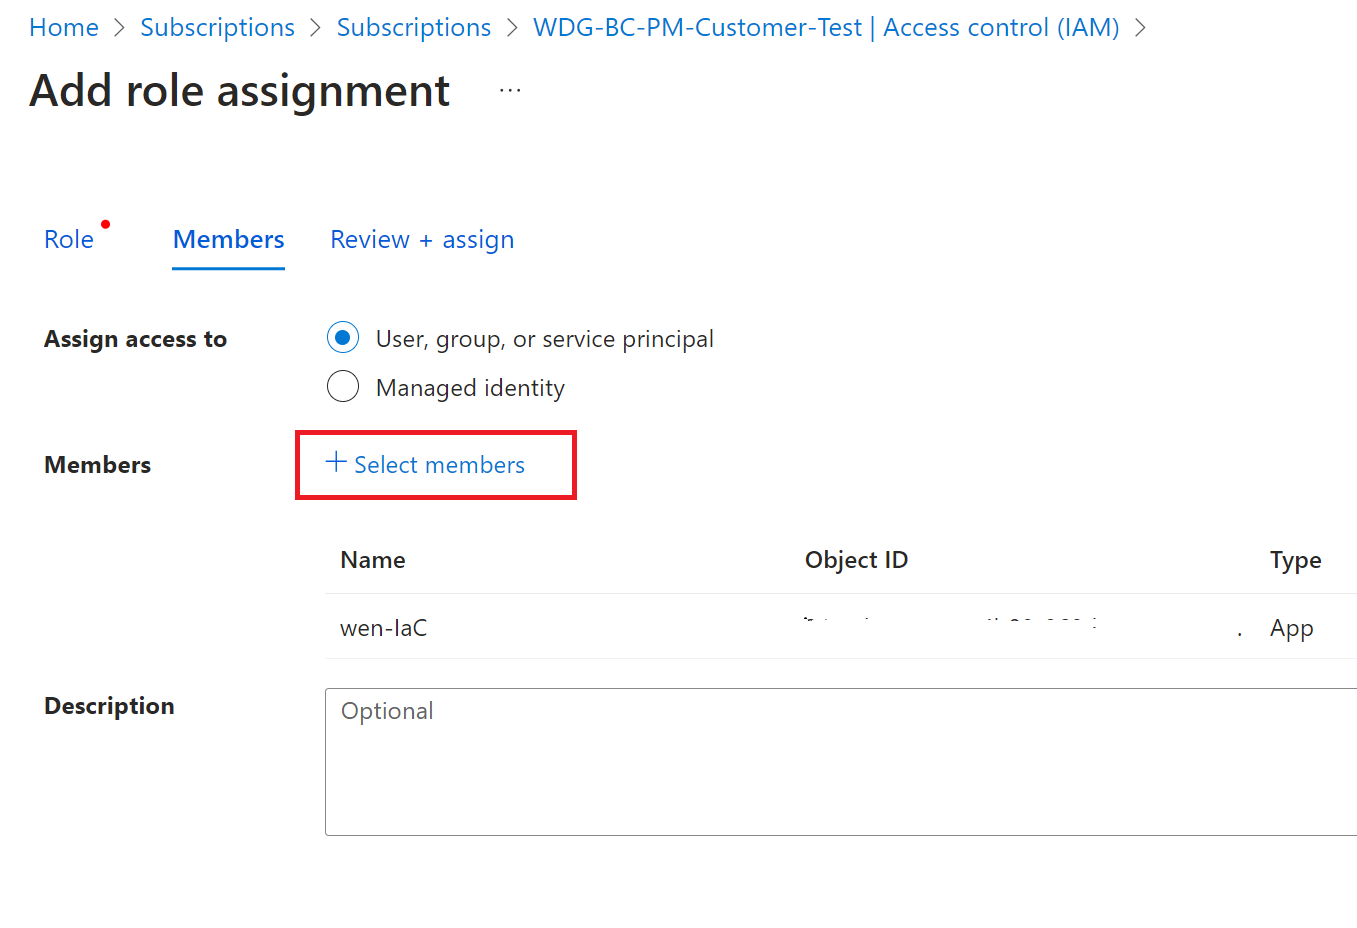 Home > Subscriptions > Subscriptions > WDG-BC-PM-Customer-Test | Access control (IAM) >
Add role assignment ...
Role Members Review + assign
Assign access to User, group, or service principal
Managed identity
Members + Select members
Name Object ID Type
wen-IaC App
Description Optional